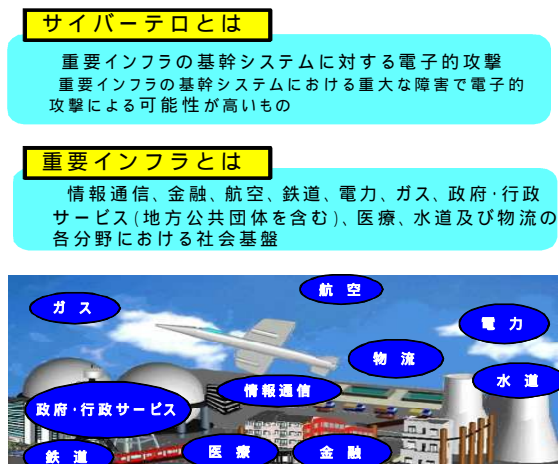 サイバーテロとは
重要インフラの基幹システムに対する電子的攻撃
重要インフラの基幹システムにおける重大な障害で電子的
攻撃による可能性が高いもの
重要インフラとは
情報通信、金融、航空、鉄道、電力、ガス、政府・行政
サービス(地方公共団体を含む)、医療、水道及び物流の
各分野における社会基盤
航空
ガス
電力
物流
水道
情報通信
政府・行政サービス
鉄道
医療
金融